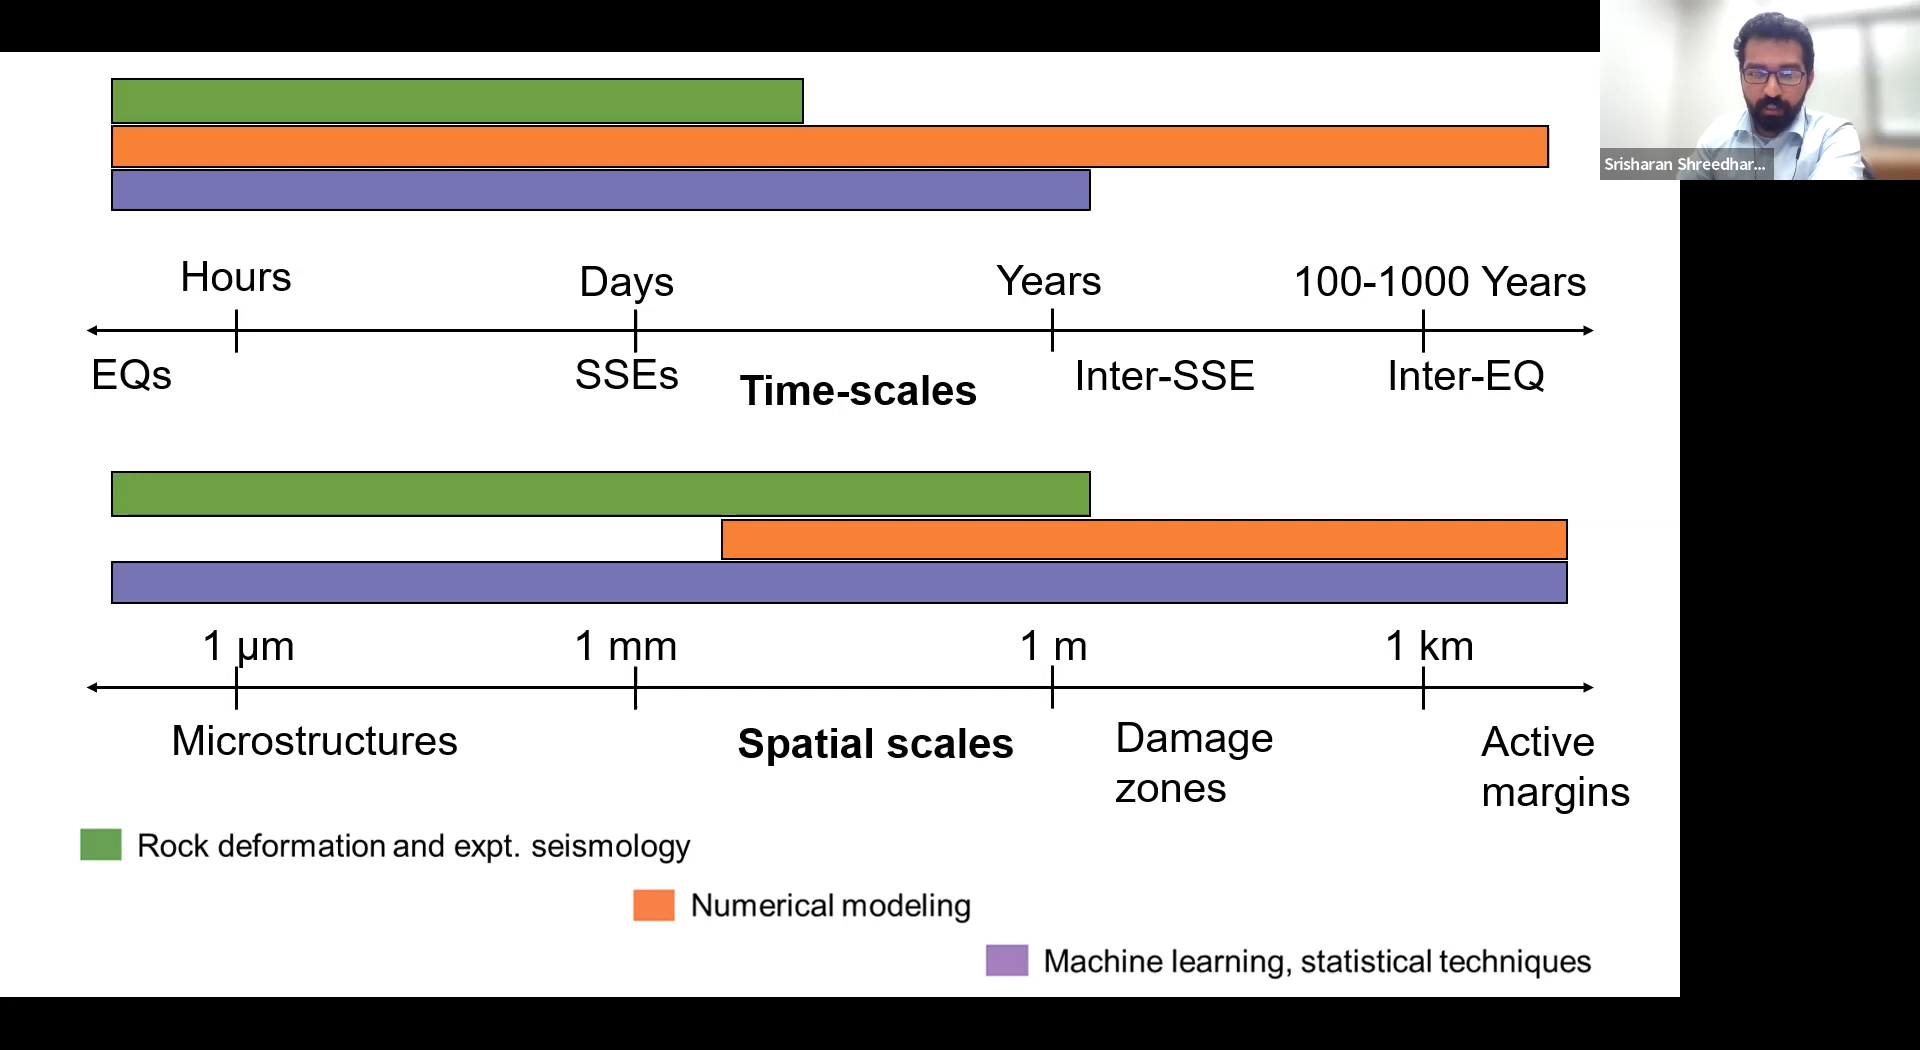 Srisharan Shreedhar...
Hours
Days
Years
100-1000 Years
EQs
SSEs
Time-scales
Inter-SSE
Inter-EQ
1 µm
1 mm
1 m
1 km
Microstructures
Spatial scales
Damage
zones
Active
margins
Rock deformation and expt. seismology
Numerical modeling
Machine learning, statistical techniques